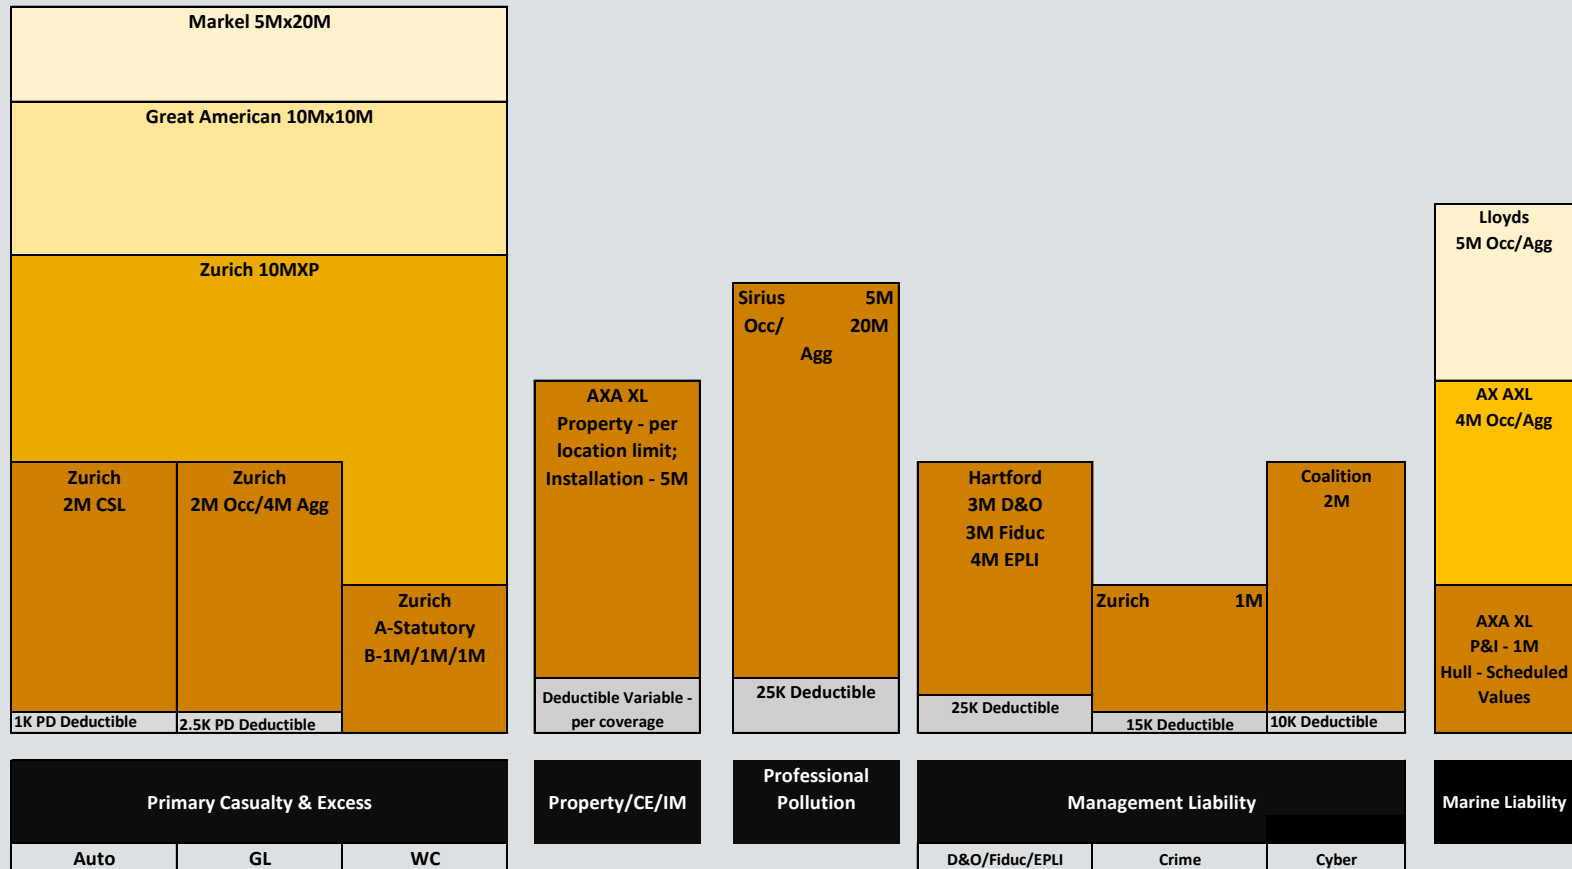 Markel 5Mx20M
Great American 10Mx10M
Zurich 10MXP
Zurich
2M CSL
1K PD Deductible
Zurich
2M Occ/4M Agg
2.5K PD Deductible
Zurich
A-Statutory
B-1M/1M/1M
AXA XL
Property - per
location limit;
Installation - 5M
Deductible Variable -
per coverage
Sirius 5M
Occ/ 20M
Agg
25K Deductible
Hartford
3M D&O
3M Fiduc
4M EPLI
25K Deductible
Zurich 1M
15K Deductible
Coalition
2M
10K Deductible
Lloyds
5M Occ/Agg
AX AXL
4M Occ/Agg
AXA XL
P&I - 1M
Hull - Scheduled
Values
Primary Casualty & Excess
Property/CE/IM
Professional
Pollution
Management Liability
Marine Liability
Auto
GL
WC
D&O/Fiduc/EPLI
Crime
Cyber